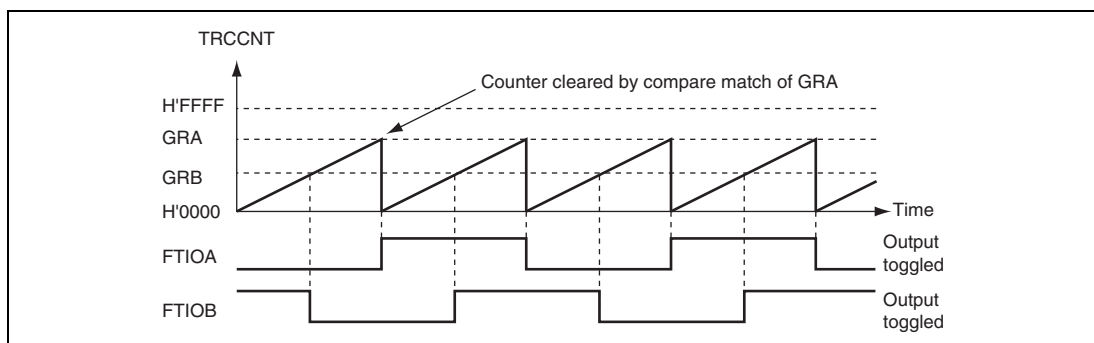 TRCCNT
Counter cleared by compare match of GRA
H'FFFF
GRA
GRB
H'0000
Time
FTIOA
Output
toggled
FTIOB
Output
toggled